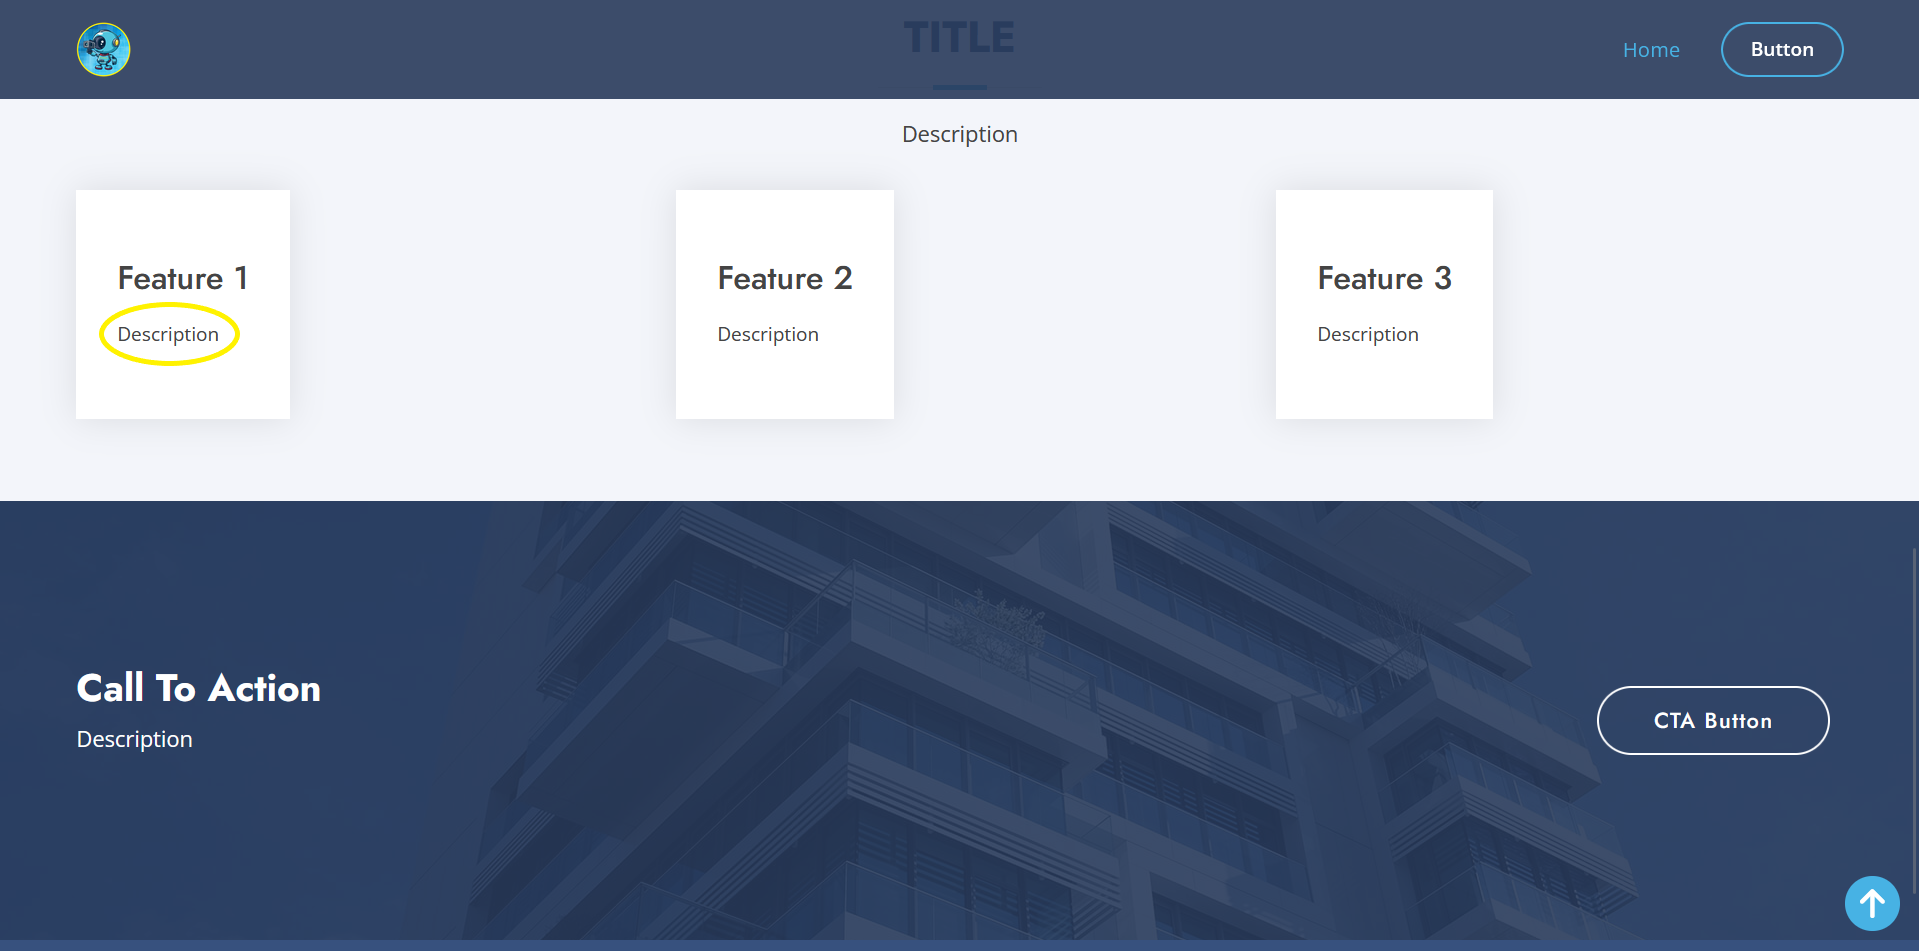 TITLE
Home
Button
Description
Feature 1
Description
Feature 2
Description
Feature 3
Description
Call To Action
Description
CTA Button